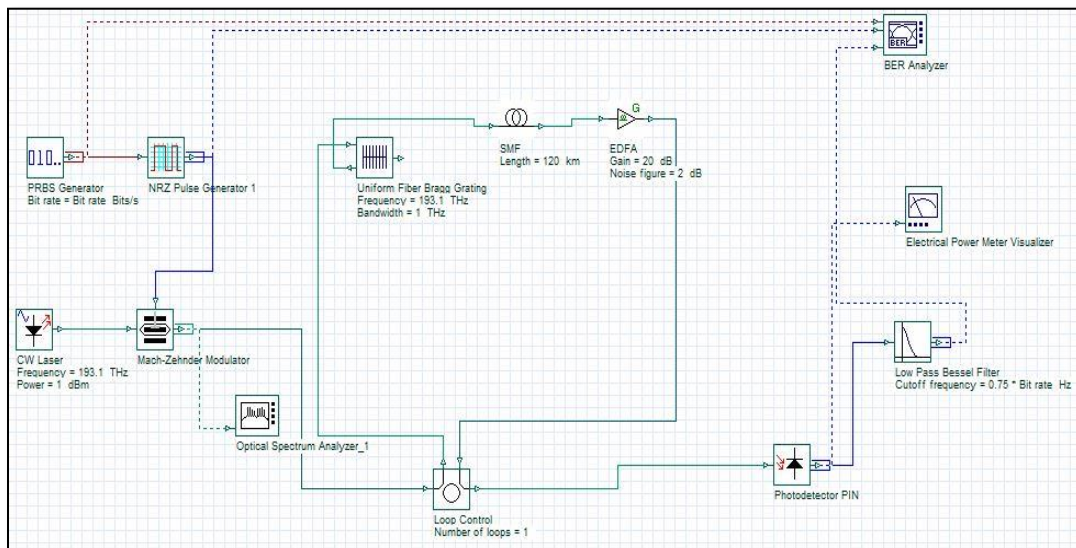 BER
BER Analyzer
G
SMF
Length = 120 km
EDFA
Gain = 20 dB
Noise figure = 2 dB
010..
PRBS Generator
Bit rate = Bit rate Bits/s
NRZ Pulse Generator 1
Uniform Fiber Bragg Grating
Frequency = 193.1 THz
Bandwidth = 1 THz
Electrical Power Meter Visualizer
CW Laser
Frequency = 193.1 THz
Power = 1 dBm
Mach-Zehnder Modulator
Low Pass Bessel Filter
Cutoff frequency = 0.75 * Bit rate Hz
Optical Spectrum Analyzer_1
Photodetector PIN
Loop Control
Number of loops = 1